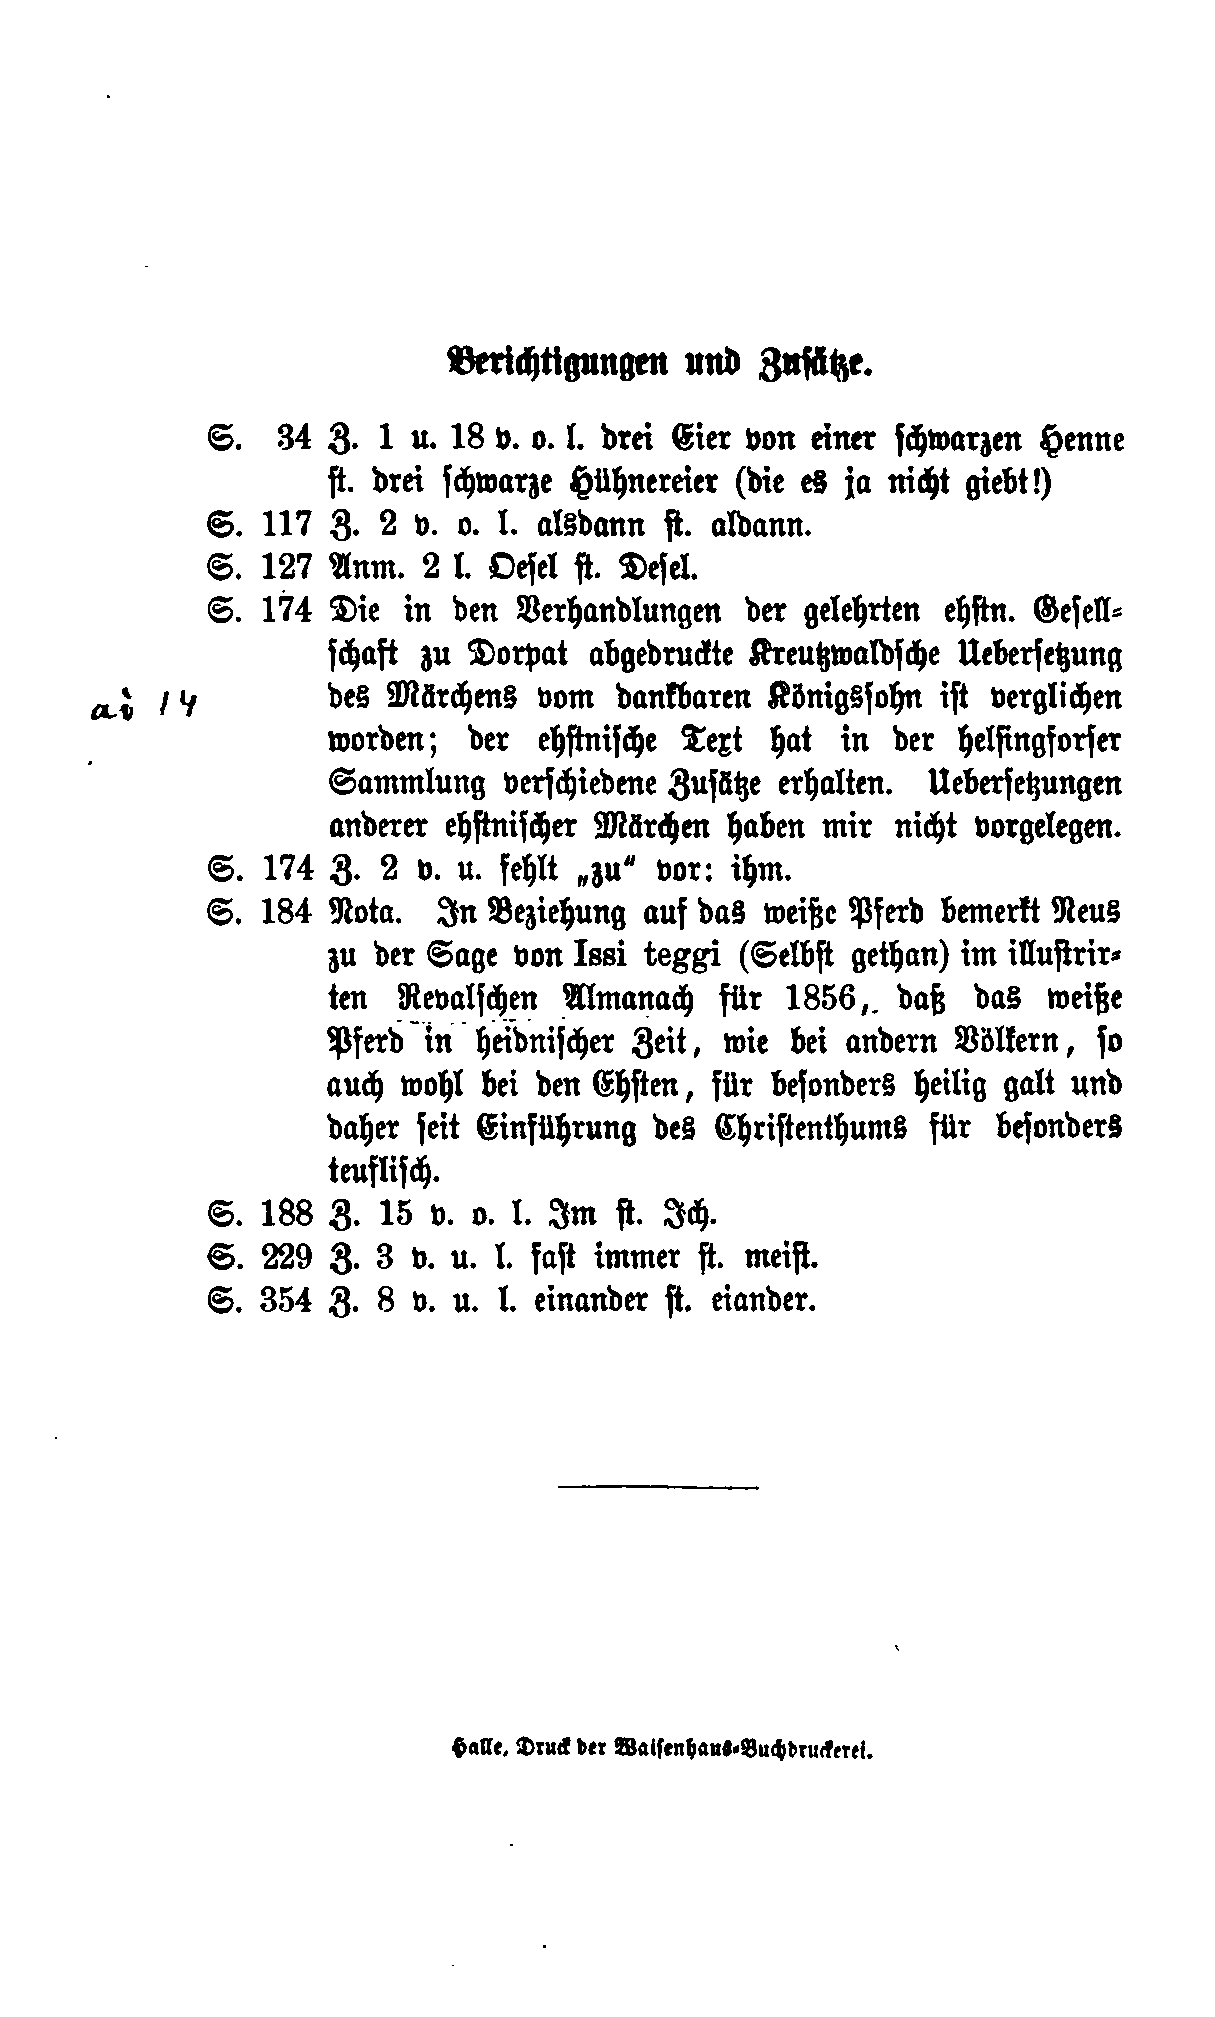 Berichtigungen und Zusätze.
S. 34 Z. 1 u. 18 v. o. l. drei Eier von einer schwarzen Henne
st. drei schwarze Hühnereier (die es ja nicht giebt!)
S. 117 Z. 2 v. o. l. alsdann st. aldann.
S. 127 Anm. 2 l. Oesel st. Desel.
S. 174 Die in den Verhandlungen der gelehrten ehstn. Gesell-
schaft zu Dorpat abgedruckte Kreutzwaldsche Uebersetzung
des Märchens vom dankbaren Königssohn ist verglichen
worden; der ehstnische Text hat in der helsingforser
Sammlung verschiedene Zusätze erhalten. Uebersetzungen
anderer ehstnischer Märchen haben mir nicht vorgelegen.
S. 174 Z. 2 v. u. fehlt „zu“ vor: ihm.
S. 184 Nota. In Beziehung auf das weiße Pferd bemerkt Neus
zu der Sage von Issi teggi (Selbst gethan) im illustrir-
ten Revalschen Almanach für 1856, daß das weiße
Pferd in heidnischer Zeit, wie bei andern Völkern, so
auch wohl bei den Ehsten, für besonders heilig galt und
daher seit Einführung des Christenthums für besonders
teuflisch.
S. 188 Z. 15 v. o. l. Im st. Ich.
S. 229 Z. 3 v. u. l. fast immer st. meist.
S. 354 Z. 8 v. u. l. einander st. eiander.
Halle, Druck der Waisenhaus-Buchdruckerei.